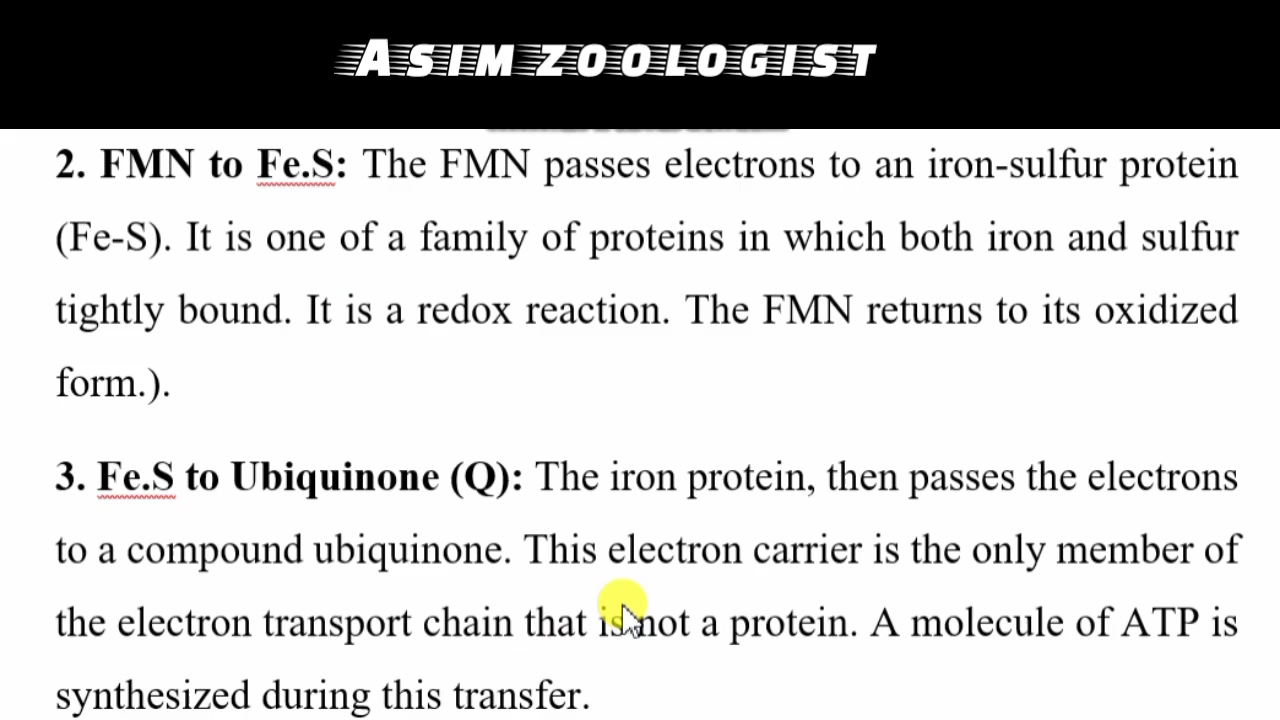 ASIM ZOOLOGIST
2. FMN to Fe.S: The FMN passes electrons to an iron-sulfur protein
(Fe-S). It is one of a family of proteins in which both iron and sulfur
tightly bound. It is a redox reaction. The FMN returns to its oxidized
form.).
3. Fe.S to Ubiquinone (Q): The iron protein, then passes the electrons
to a compound ubiquinone. This electron carrier is the only member of
the electron transport chain that is not a protein. A molecule of ATP is
synthesized during this transfer.